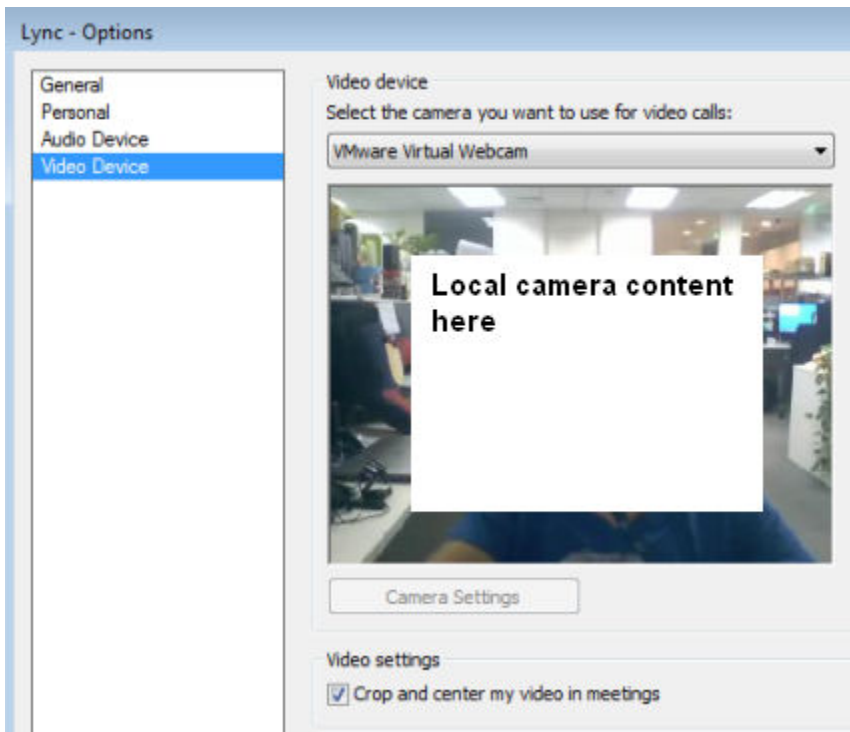 Lync - Options
General
Personal
Audio Device
Video Device
Video device
Select the camera you want to use for video calls:
VMware Virtual Webcam
Local camera content
here
Camera Settings
Video settings
Crop and center my video in meetings